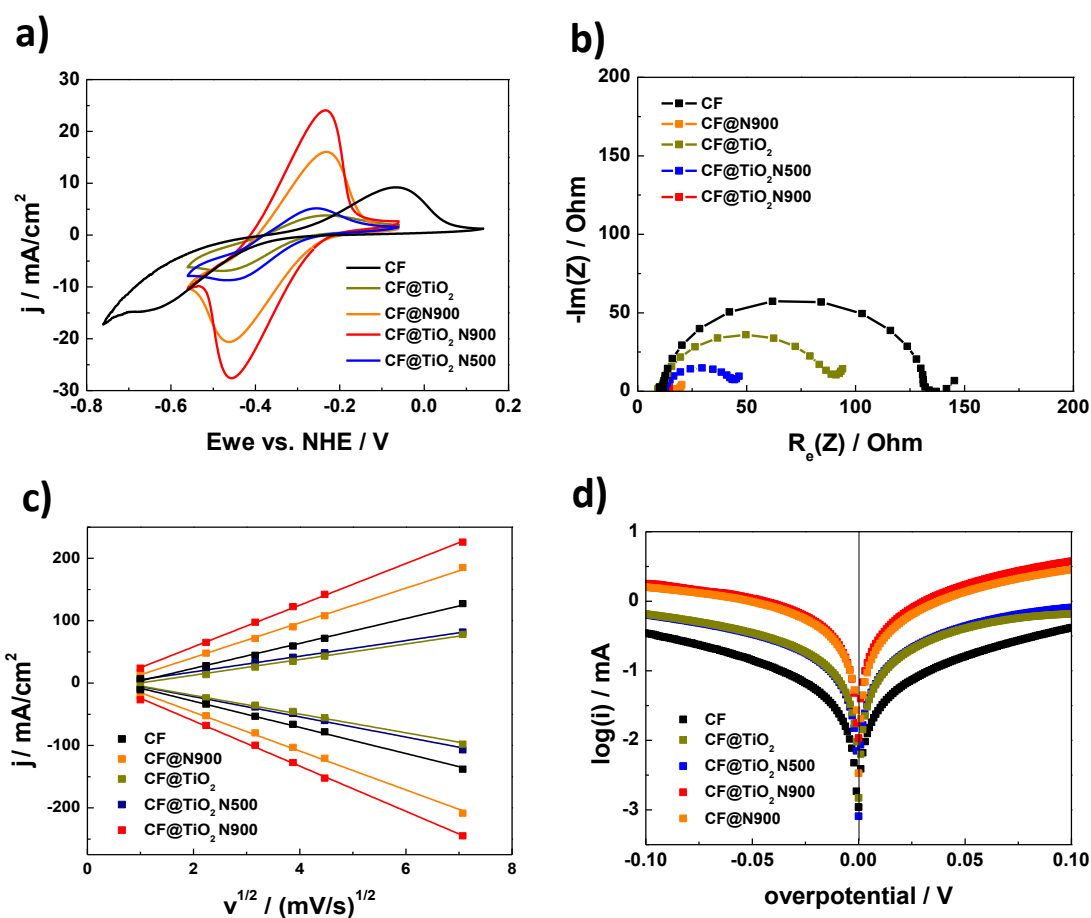 a)
30
20
10
0
-10
-20
-30
j / mA/cm²
-0.8
-0.6
-0.4
-0.2
0.0
0.2
Ewe vs. NHE / V
CF
CF@TiO₂
CF@N900
CF@TiO₂ N900
CF@TiO₂ N500
b)
200
150
100
50
0
-Im(Z) / Ohm
0
50
100
150
200
Rₑ(Z) / Ohm
CF
CF@N900
CF@TiO₂
CF@TiO₂N500
CF@TiO₂N900
c)
200
100
0
-100
-200
j / mA/cm²
0
2
4
6
8
v¹ᐟ² / (mV/s)¹ᐟ²
CF
CF@N900
CF@TiO₂
CF@TiO₂N500
CF@TiO₂N900
d)
1
0
-1
-2
-3
log(i) / mA
-0.10
-0.05
0.00
0.05
0.10
overpotential / V
CF
CF@TiO₂
CF@TiO₂N500
CF@TiO₂N900
CF@N900